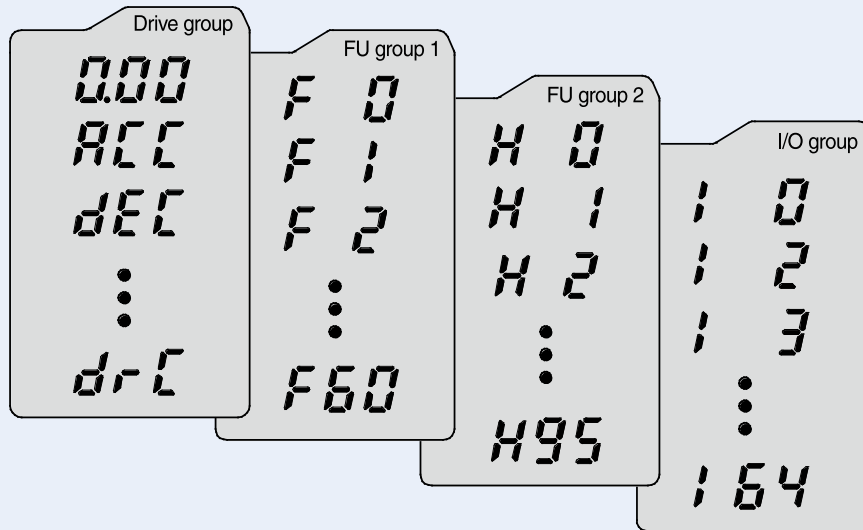 Drive group
0.00
ACC
dEC
drC
FU group 1
F 0
F 1
F 2
F60
FU group 2
H 0
H 1
H 2
H95
I/O group
I 0
I 2
I 3
I 64